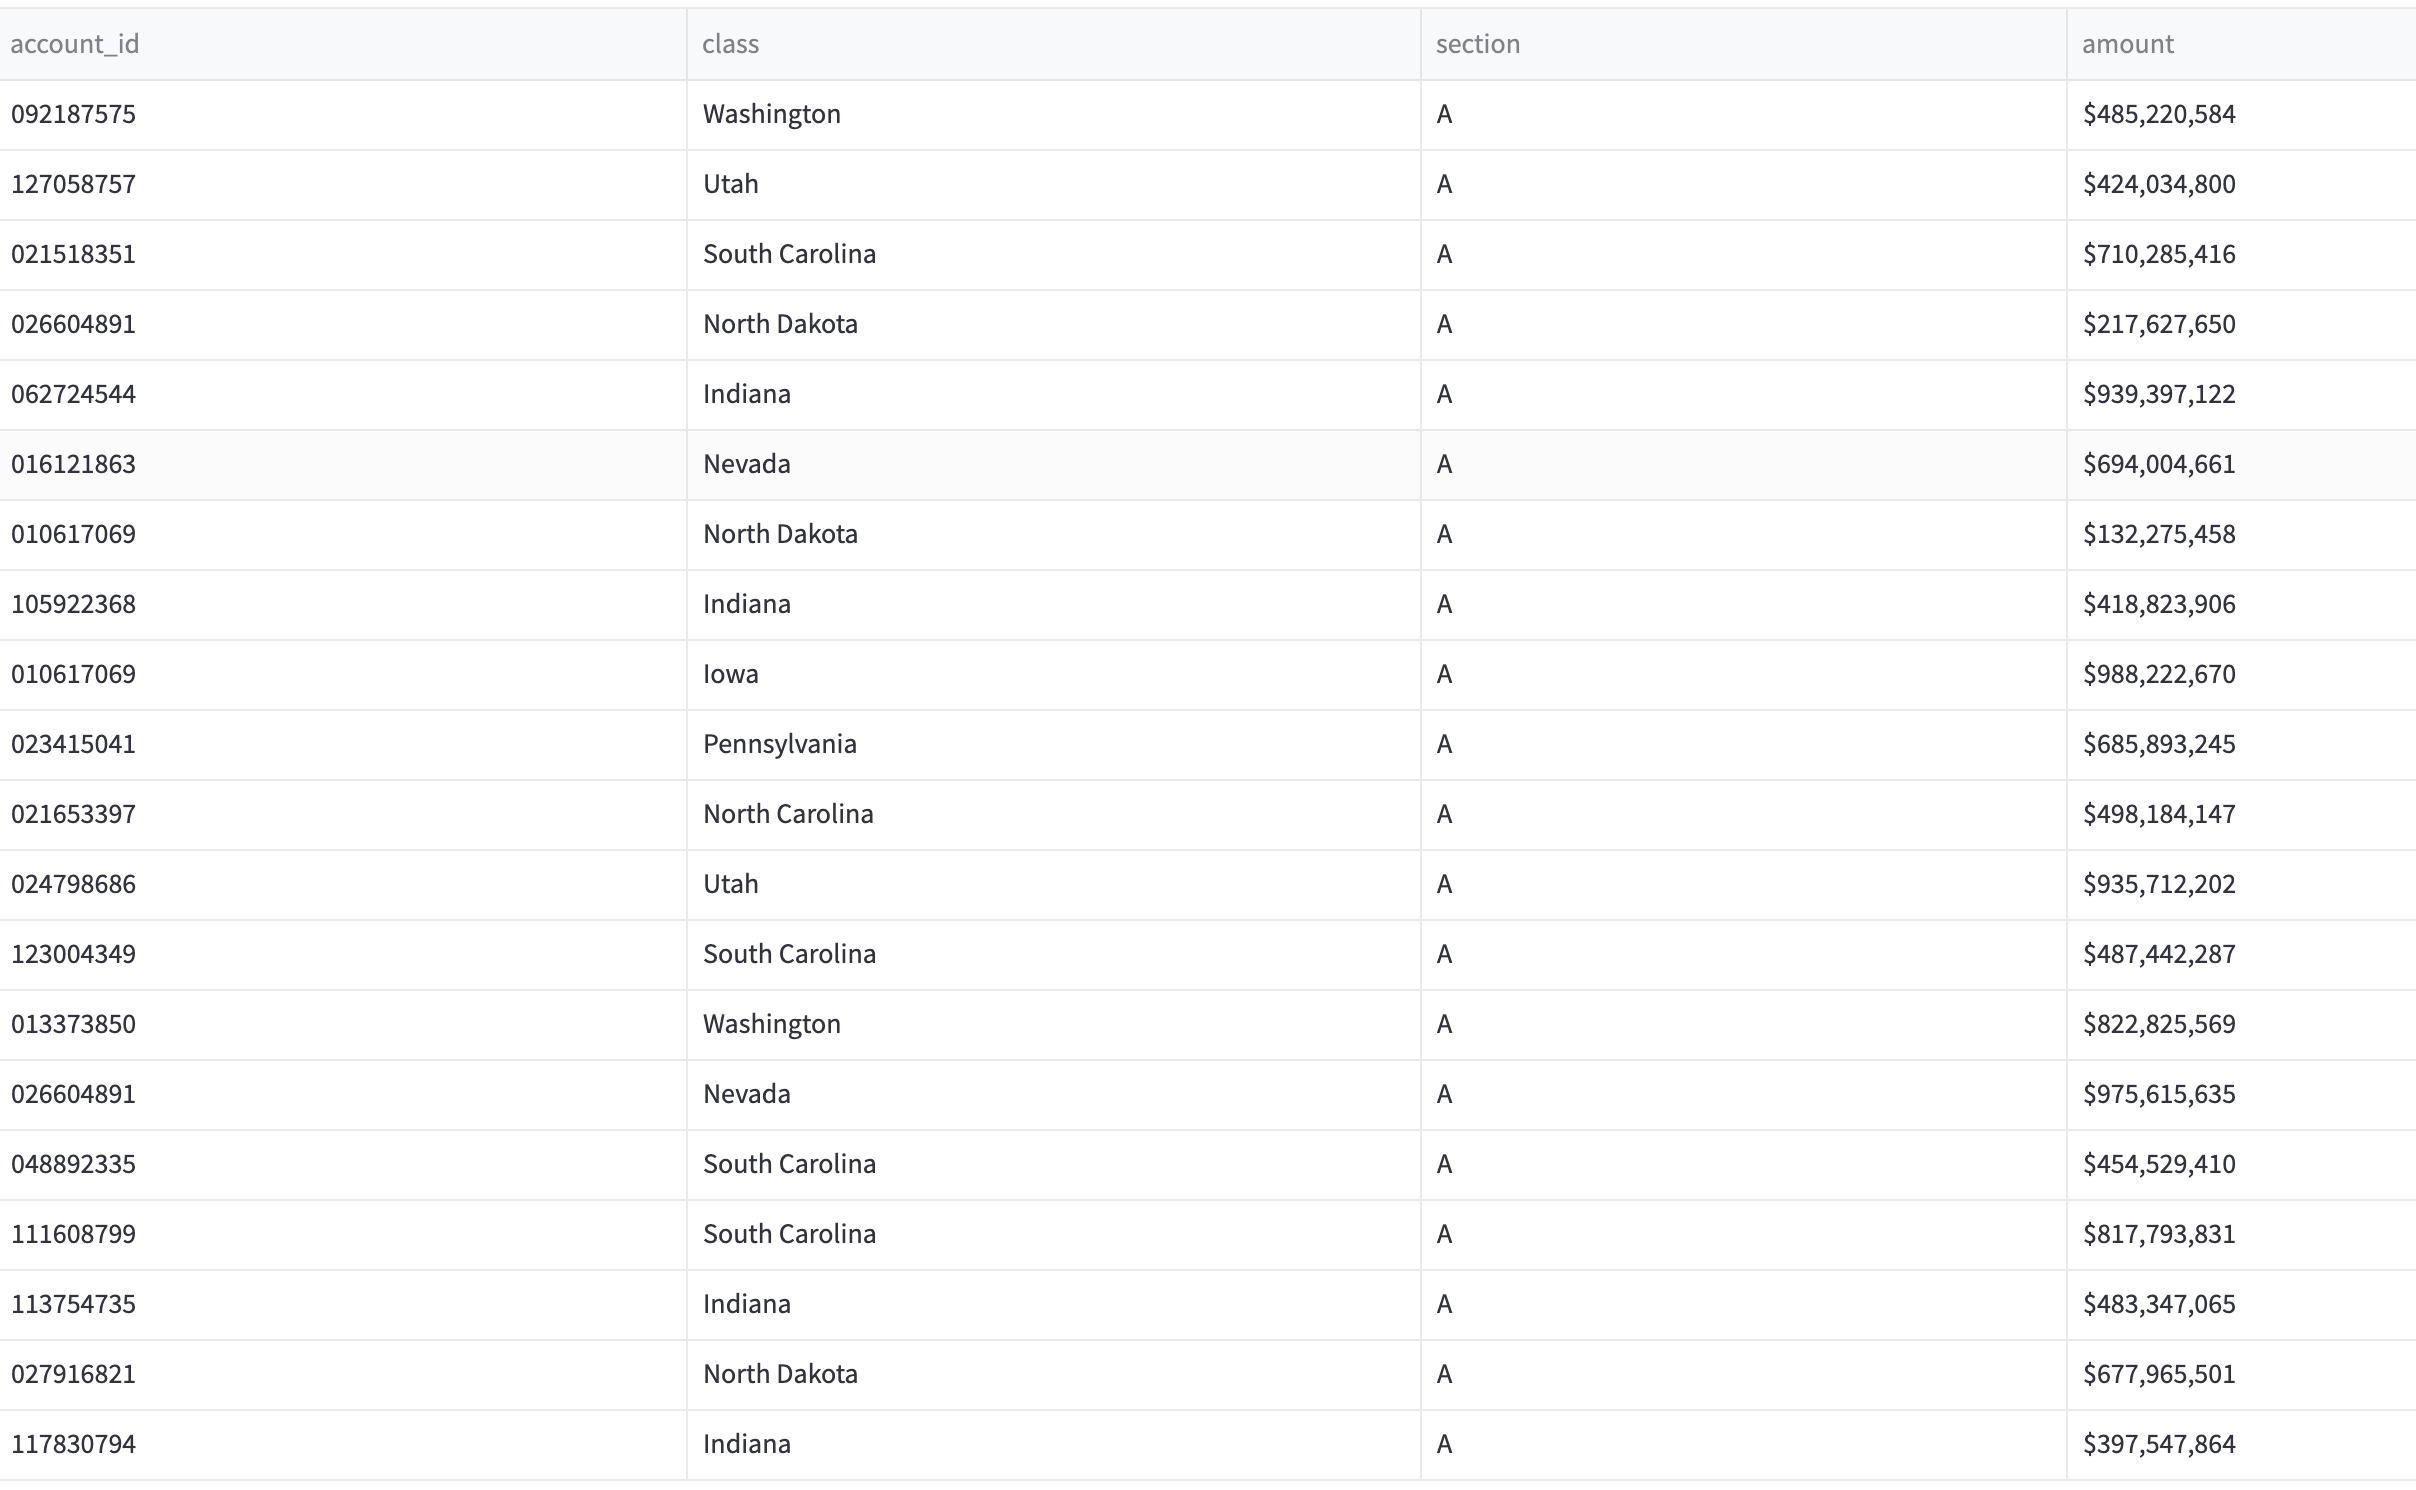 account_id class section amount
092187575 Washington A $485,220,584
127058757 Utah A $424,034,800
021518351 South Carolina A $710,285,416
026604891 North Dakota A $217,627,650
062724544 Indiana A $939,397,122
016121863 Nevada A $694,004,661
010617069 North Dakota A $132,275,458
105922368 Indiana A $418,823,906
010617069 Iowa A $988,222,670
023415041 Pennsylvania A $685,893,245
021653397 North Carolina A $498,184,147
024798686 Utah A $935,712,202
123004349 South Carolina A $487,442,287
013373850 Washington A $822,825,569
026604891 Nevada A $975,615,635
048892335 South Carolina A $454,529,410
111608799 South Carolina A $817,793,831
113754735 Indiana A $483,347,065
027916821 North Dakota A $677,965,501
117830794 Indiana A $397,547,864